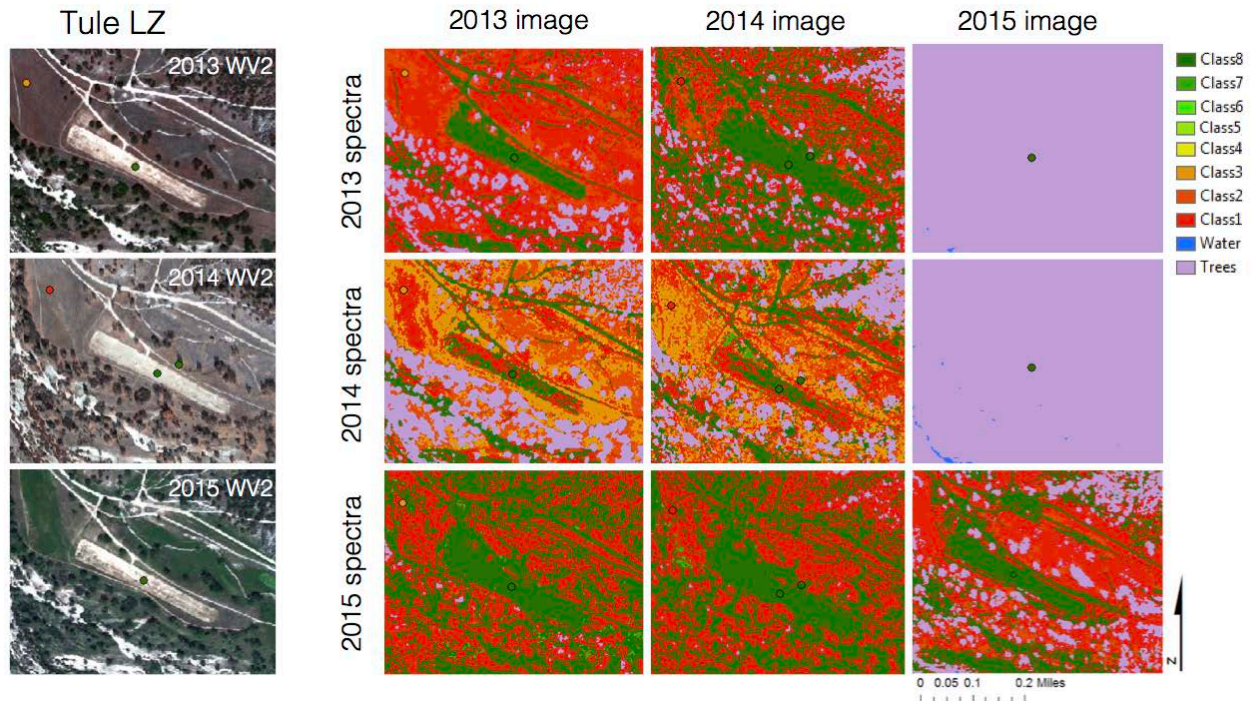 Tule LZ
2013 image
2014 image
2015 image
2013 WV2
2014 WV2
2015 WV2
2013 spectra
2014 spectra
2015 spectra
Class8
Class7
Class6
Class5
Class4
Class3
Class2
Class1
Water
Trees
N
0 0.05 0.1 0.2 Miles